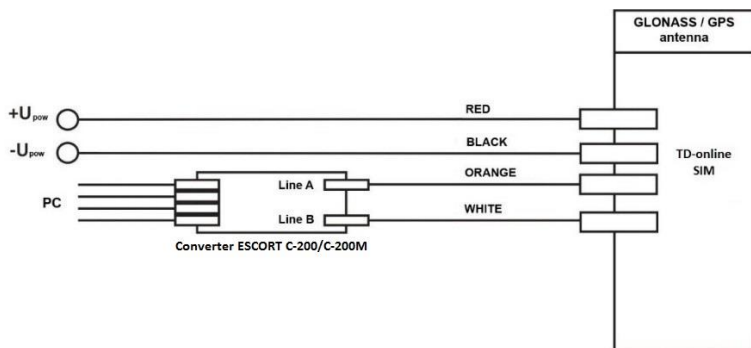 GLONASS / GPS
antenna
+Upow
RED
-Upow
BLACK
TD-online
SIM
ORANGE
Line A
PC
WHITE
Line B
Converter ESCORT C-200/C-200M